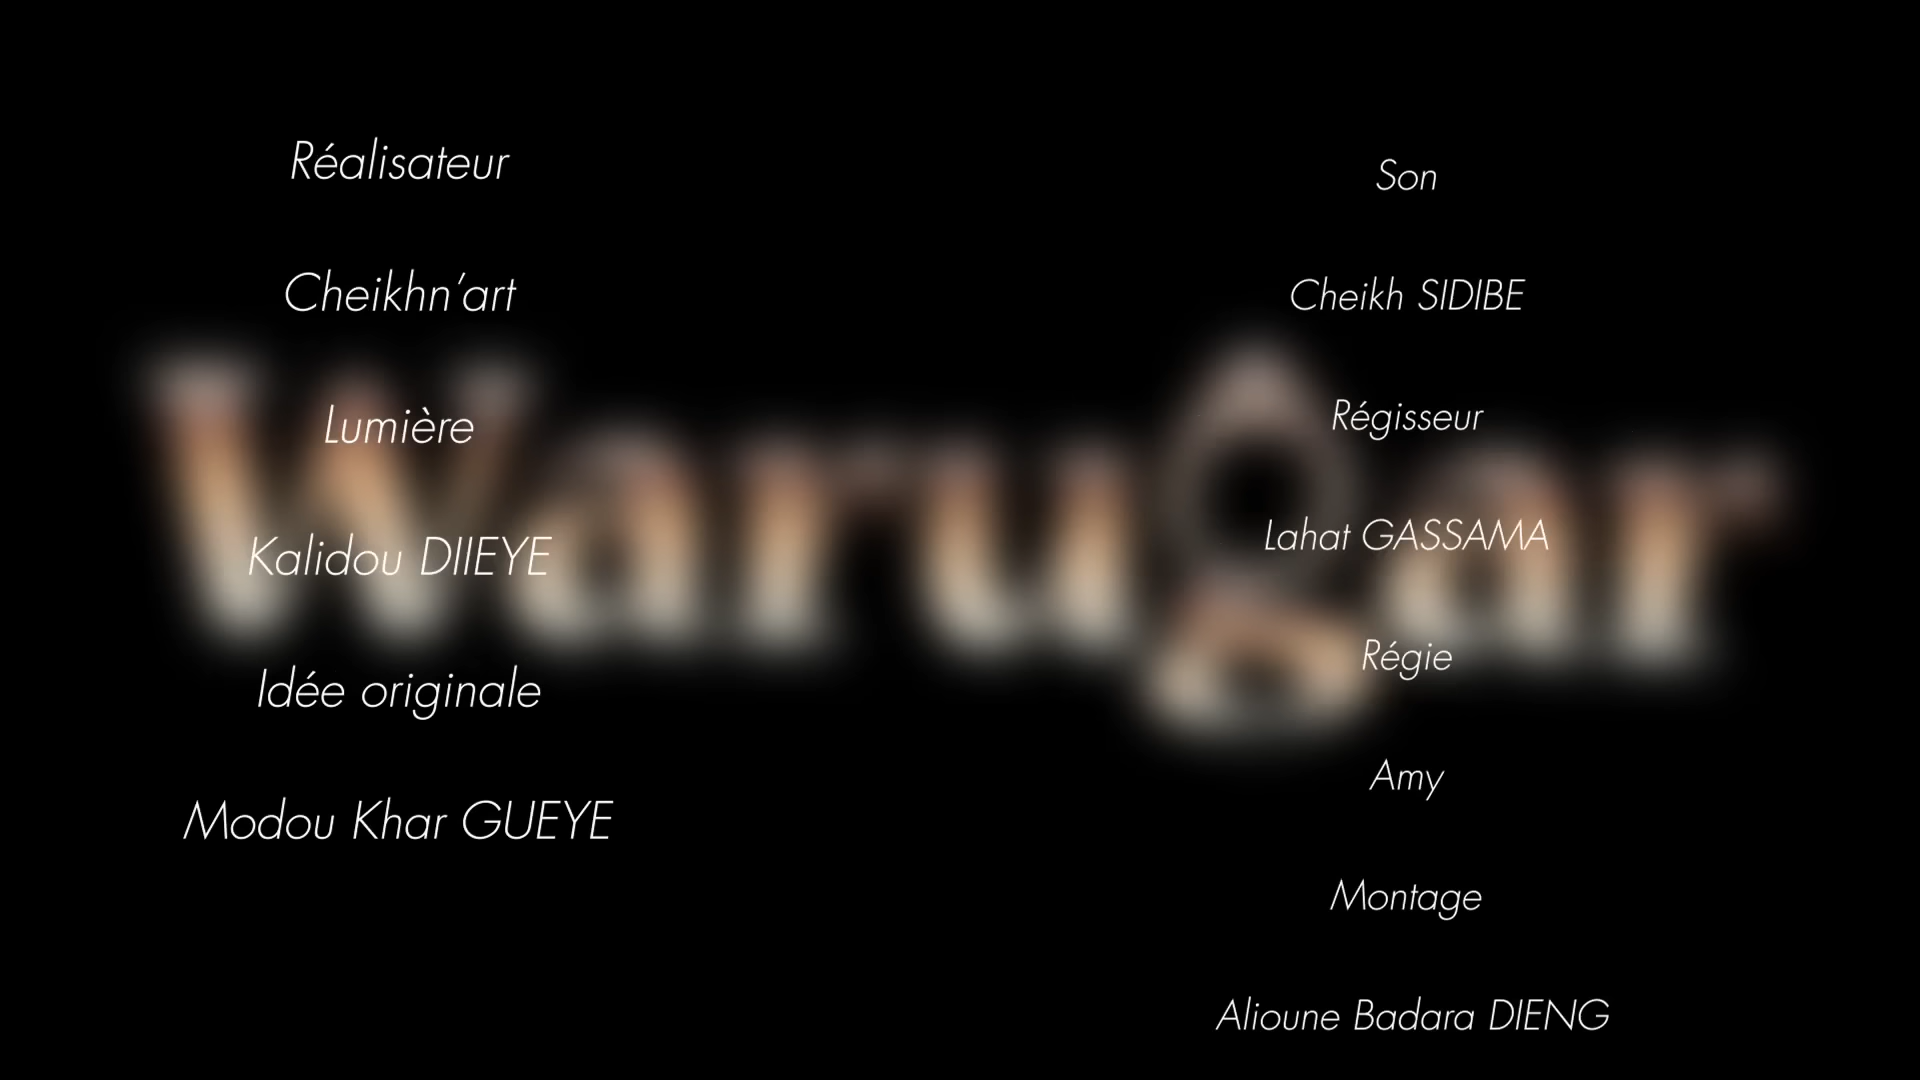 Réalisateur
Cheikhn’art
Lumière
Kalidou DIIEYE
Idée originale
Modou Khar GUEYE
Son
Cheikh SIDIBE
Régisseur
Lahat GASSAMA
Régie
Amy
Montage
Alioune Badara DIENG
Warugar